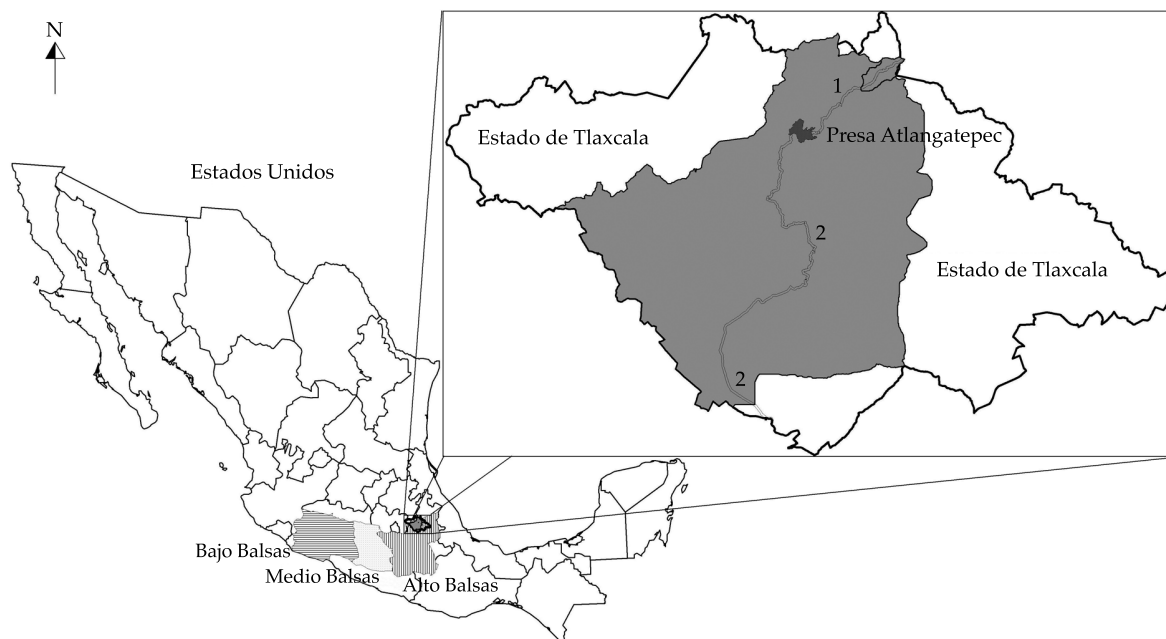 N
1
Estado de Tlaxcala
Presa Atlangatepec
Estados Unidos
2
Estado de Tlaxcala
2
Bajo Balsas
Medio Balsas
Alto Balsas